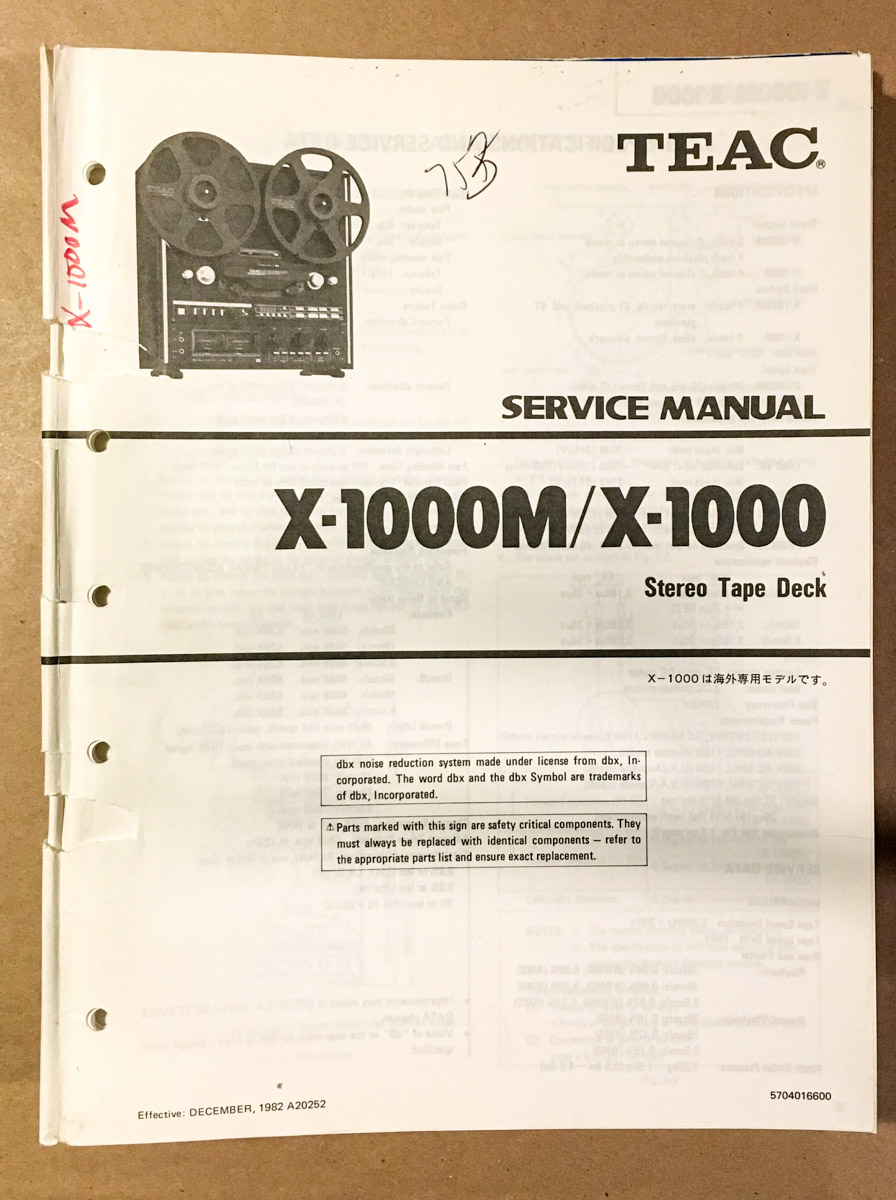 TEAC®
X-1000M
SERVICE MANUAL
X-1000M/X-1000
Stereo Tape Deck
X-1000は海外専用モデルです。
dbx noise reduction system made under license from dbx, In-
corporated. The word dbx and the dbx Symbol are trademarks
of dbx, Incorporated.
⚠Parts marked with this sign are safety critical components. They
must always be replaced with identical components – refer to
the appropriate parts list and ensure exact replacement.
5704016600
Effective: DECEMBER, 1982 A20252